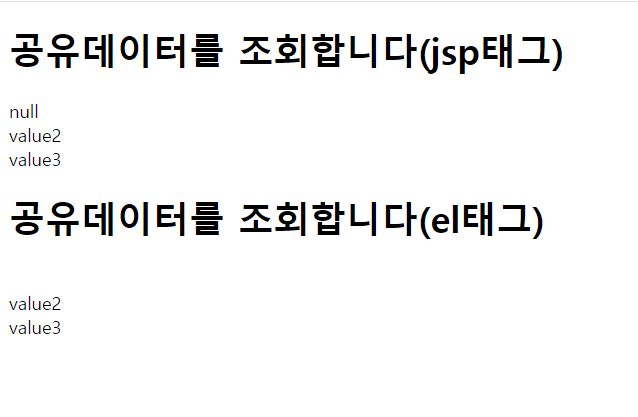 공유데이터를 조회합니다(jsp태그)
null
value2
value3
공유데이터를 조회합니다(el태그)
value2
value3